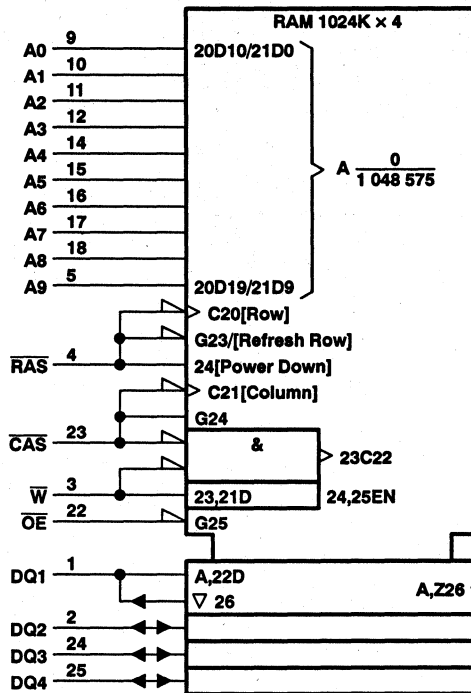 RAM 1024K × 4
A0 9 20D10/21D0
A1 10
A2 11
A3 12
A4 14
A5 15
A 0
1 048 575
A6 16
A7 17
A8 18
A9 5 20D19/21D9
C20[Row]
G23/[Refresh Row]
RAS 4 24[Power Down]
C21[Column]
G24
CAS 23 & 23C22
W 3 23,21D 24,25EN
OE 22 G25
DQ1 1 A,22D A,Z26
26
DQ2 2
DQ3 24
DQ4 25